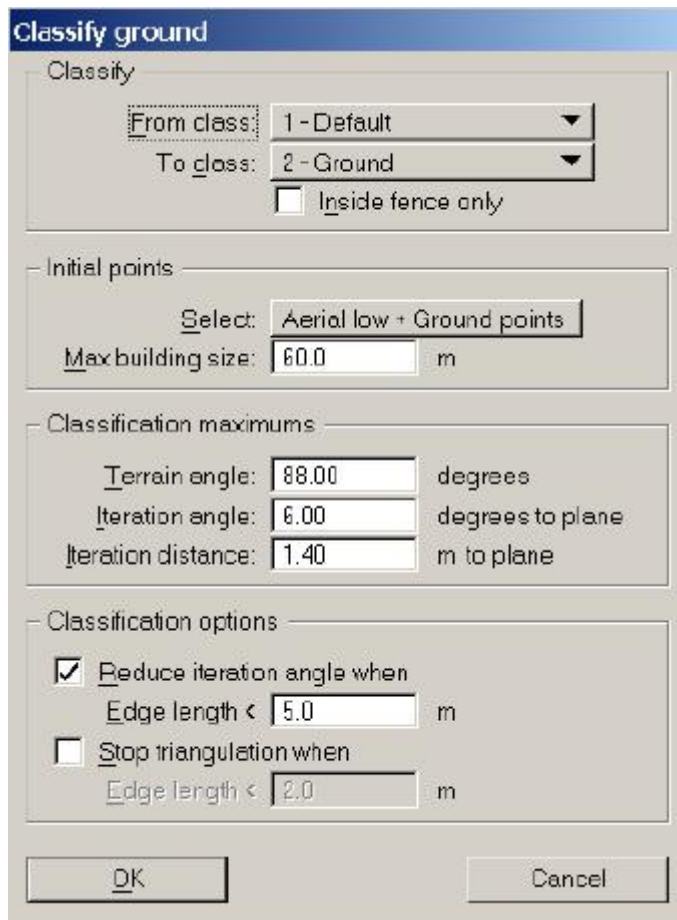 Classify ground
Classify
From class: 1 - Default
To class: 2 - Ground
Inside fence only
Initial points
Select: Aerial low + Ground points
Max building size: 60.0 m
Classification maximums
Terrain angle: 88.00 degrees
Iteration angle: 6.00 degrees to plane
Iteration distance: 1.40 m to plane
Classification options
Reduce iteration angle when
Edge length < 5.0 m
Stop triangulation when
Edge length < 2.0 m
OK Cancel